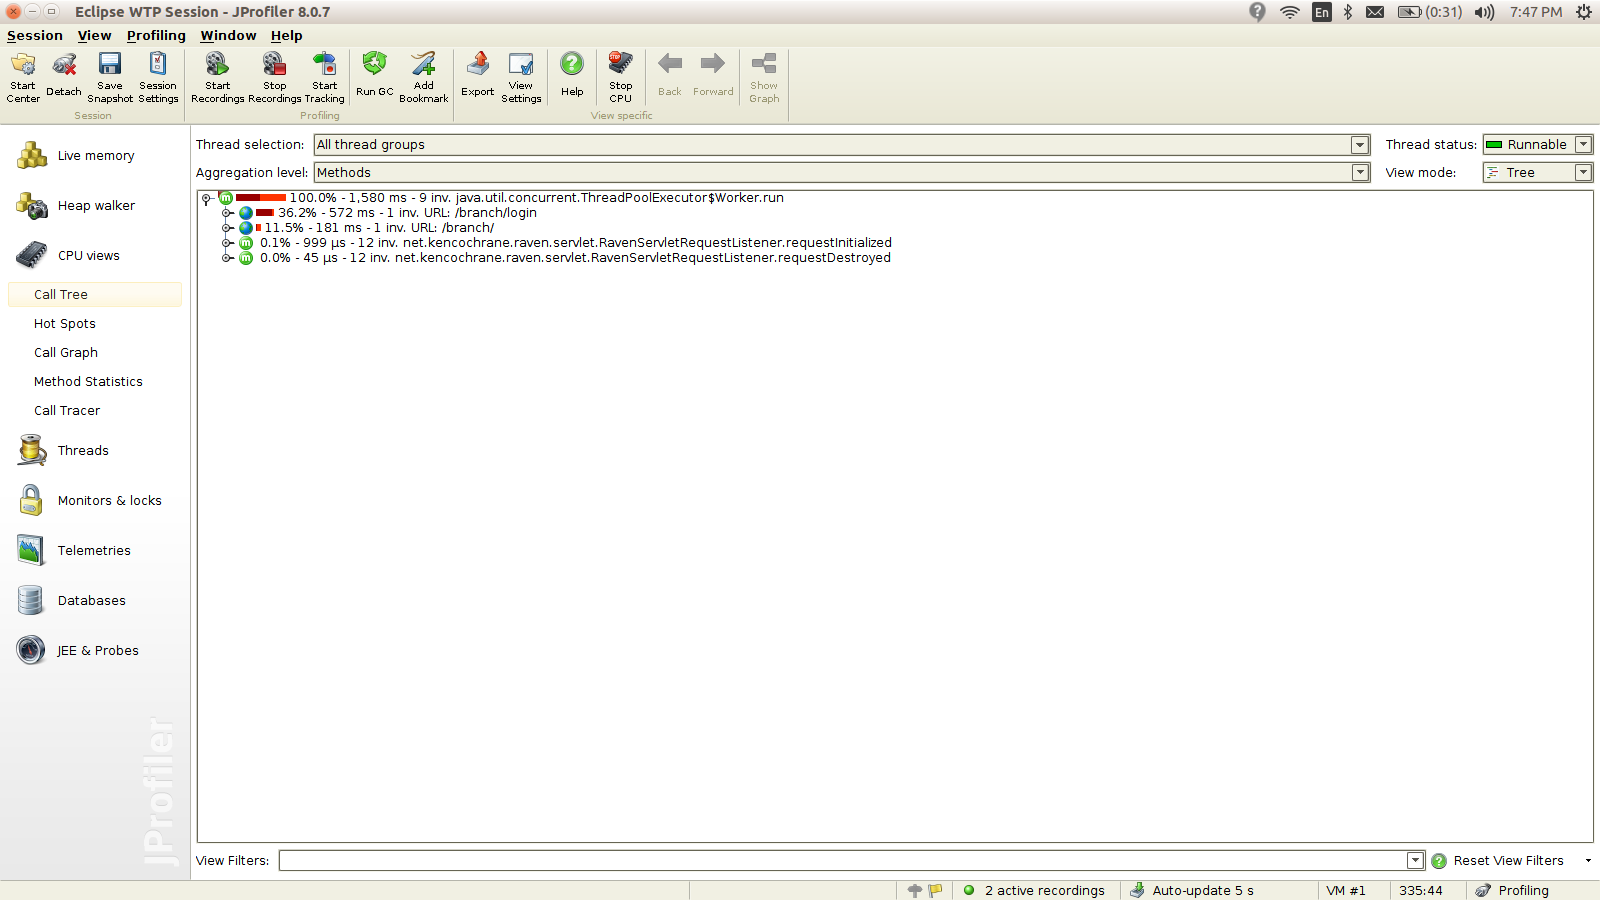 Eclipse WTP Session - JProfiler 8.0.7
En (0:31) 7:47 PM
Session View Profiling Window Help
Start Center Detach Save Snapshot Session Settings Start Recordings Stop Recordings Start Tracking Run GC Add Bookmark Export View Settings Help Stop CPU Back Forward Show Graph
Session Profiling View specific
Live memory
Heap walker
CPU views
Call Tree
Hot Spots
Call Graph
Method Statistics
Call Tracer
Threads
Monitors & locks
Telemetries
Databases
JEE & Probes
JProfiler
Thread selection: All thread groups Thread status: Runnable
Aggregation level: Methods View mode: Tree
100.0% - 1,580 ms - 9 inv. java.util.concurrent.ThreadPoolExecutor$Worker.run
36.2% - 572 ms - 1 inv. URL: /branch/login
11.5% - 181 ms - 1 inv. URL: /branch/
0.1% - 999 µs - 12 inv. net.kencochrane.raven.servlet.RavenServletRequestListener.requestInitialized
0.0% - 45 µs - 12 inv. net.kencochrane.raven.servlet.RavenServletRequestListener.requestDestroyed
View Filters: Reset View Filters
2 active recordings Auto-update 5 s VM #1 335:44 Profiling